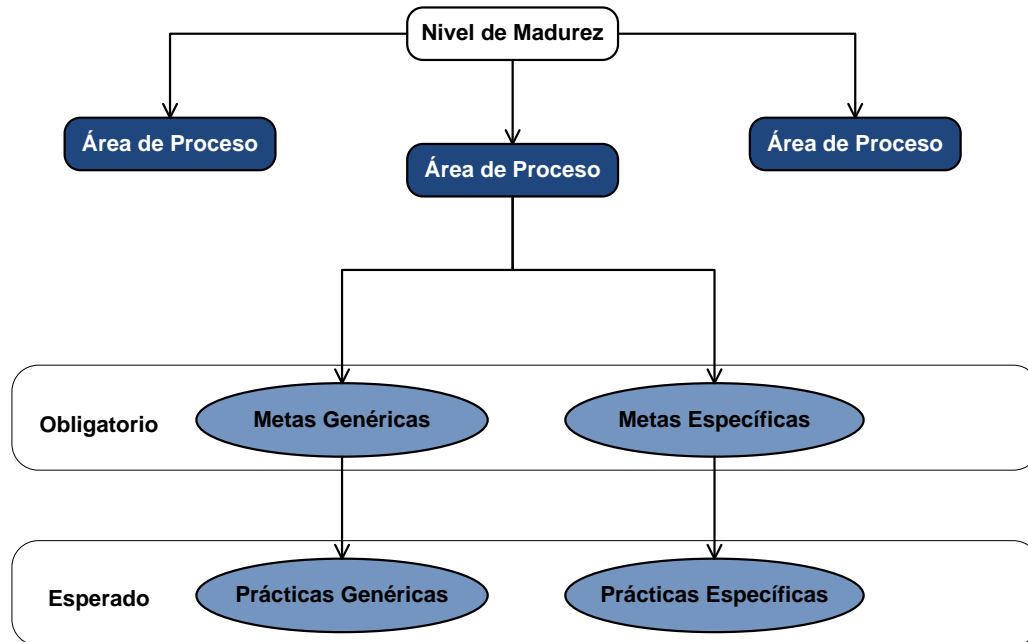 Nivel de Madurez
Área de Proceso
Área de Proceso
Área de Proceso
Obligatorio
Metas Genéricas
Metas Específicas
Esperado
Prácticas Genéricas
Prácticas Específicas